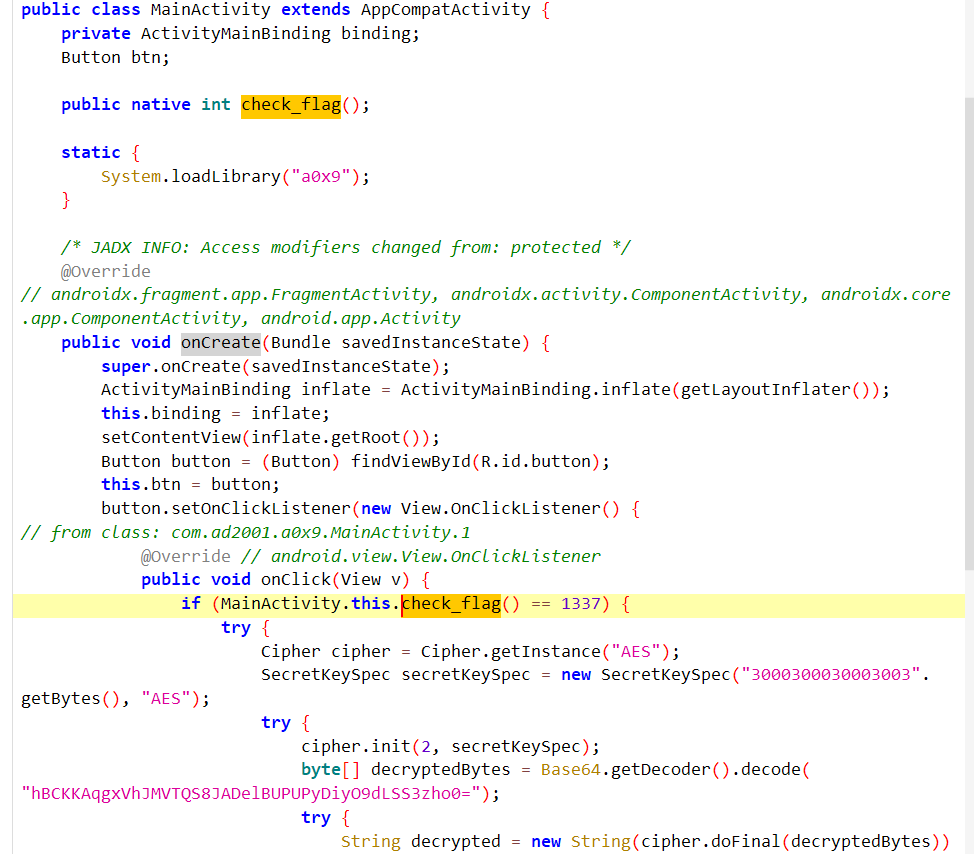 public class MainActivity extends AppCompatActivity {
private ActivityMainBinding binding;
Button btn;
public native int check_flag();
static {
System.loadLibrary("a0x9");
}
/* JADX INFO: Access modifiers changed from: protected */
@Override
// androidx.fragment.app.FragmentActivity, androidx.activity.ComponentActivity, androidx.core
.app.ComponentActivity, android.app.Activity
public void onCreate(Bundle savedInstanceState) {
super.onCreate(savedInstanceState);
ActivityMainBinding inflate = ActivityMainBinding.inflate(getLayoutInflater());
this.binding = inflate;
setContentView(inflate.getRoot());
Button button = (Button) findViewById(R.id.button);
this.btn = button;
button.setOnClickListener(new View.OnClickListener() {
// from class: com.ad2001.a0x9.MainActivity.1
@Override // android.view.View.OnClickListener
public void onClick(View v) {
if (MainActivity.this.check_flag() == 1337) {
try {
Cipher cipher = Cipher.getInstance("AES");
SecretKeySpec secretKeySpec = new SecretKeySpec("3000300030003003".
getBytes(), "AES");
try {
cipher.init(2, secretKeySpec);
byte[] decryptedBytes = Base64.getDecoder().decode(
"hBCKKAqgxVhJMVTQS8JADelBUPUPyDiyO9dLSS3zho0=");
try {
String decrypted = new String(cipher.doFinal(decryptedBytes))